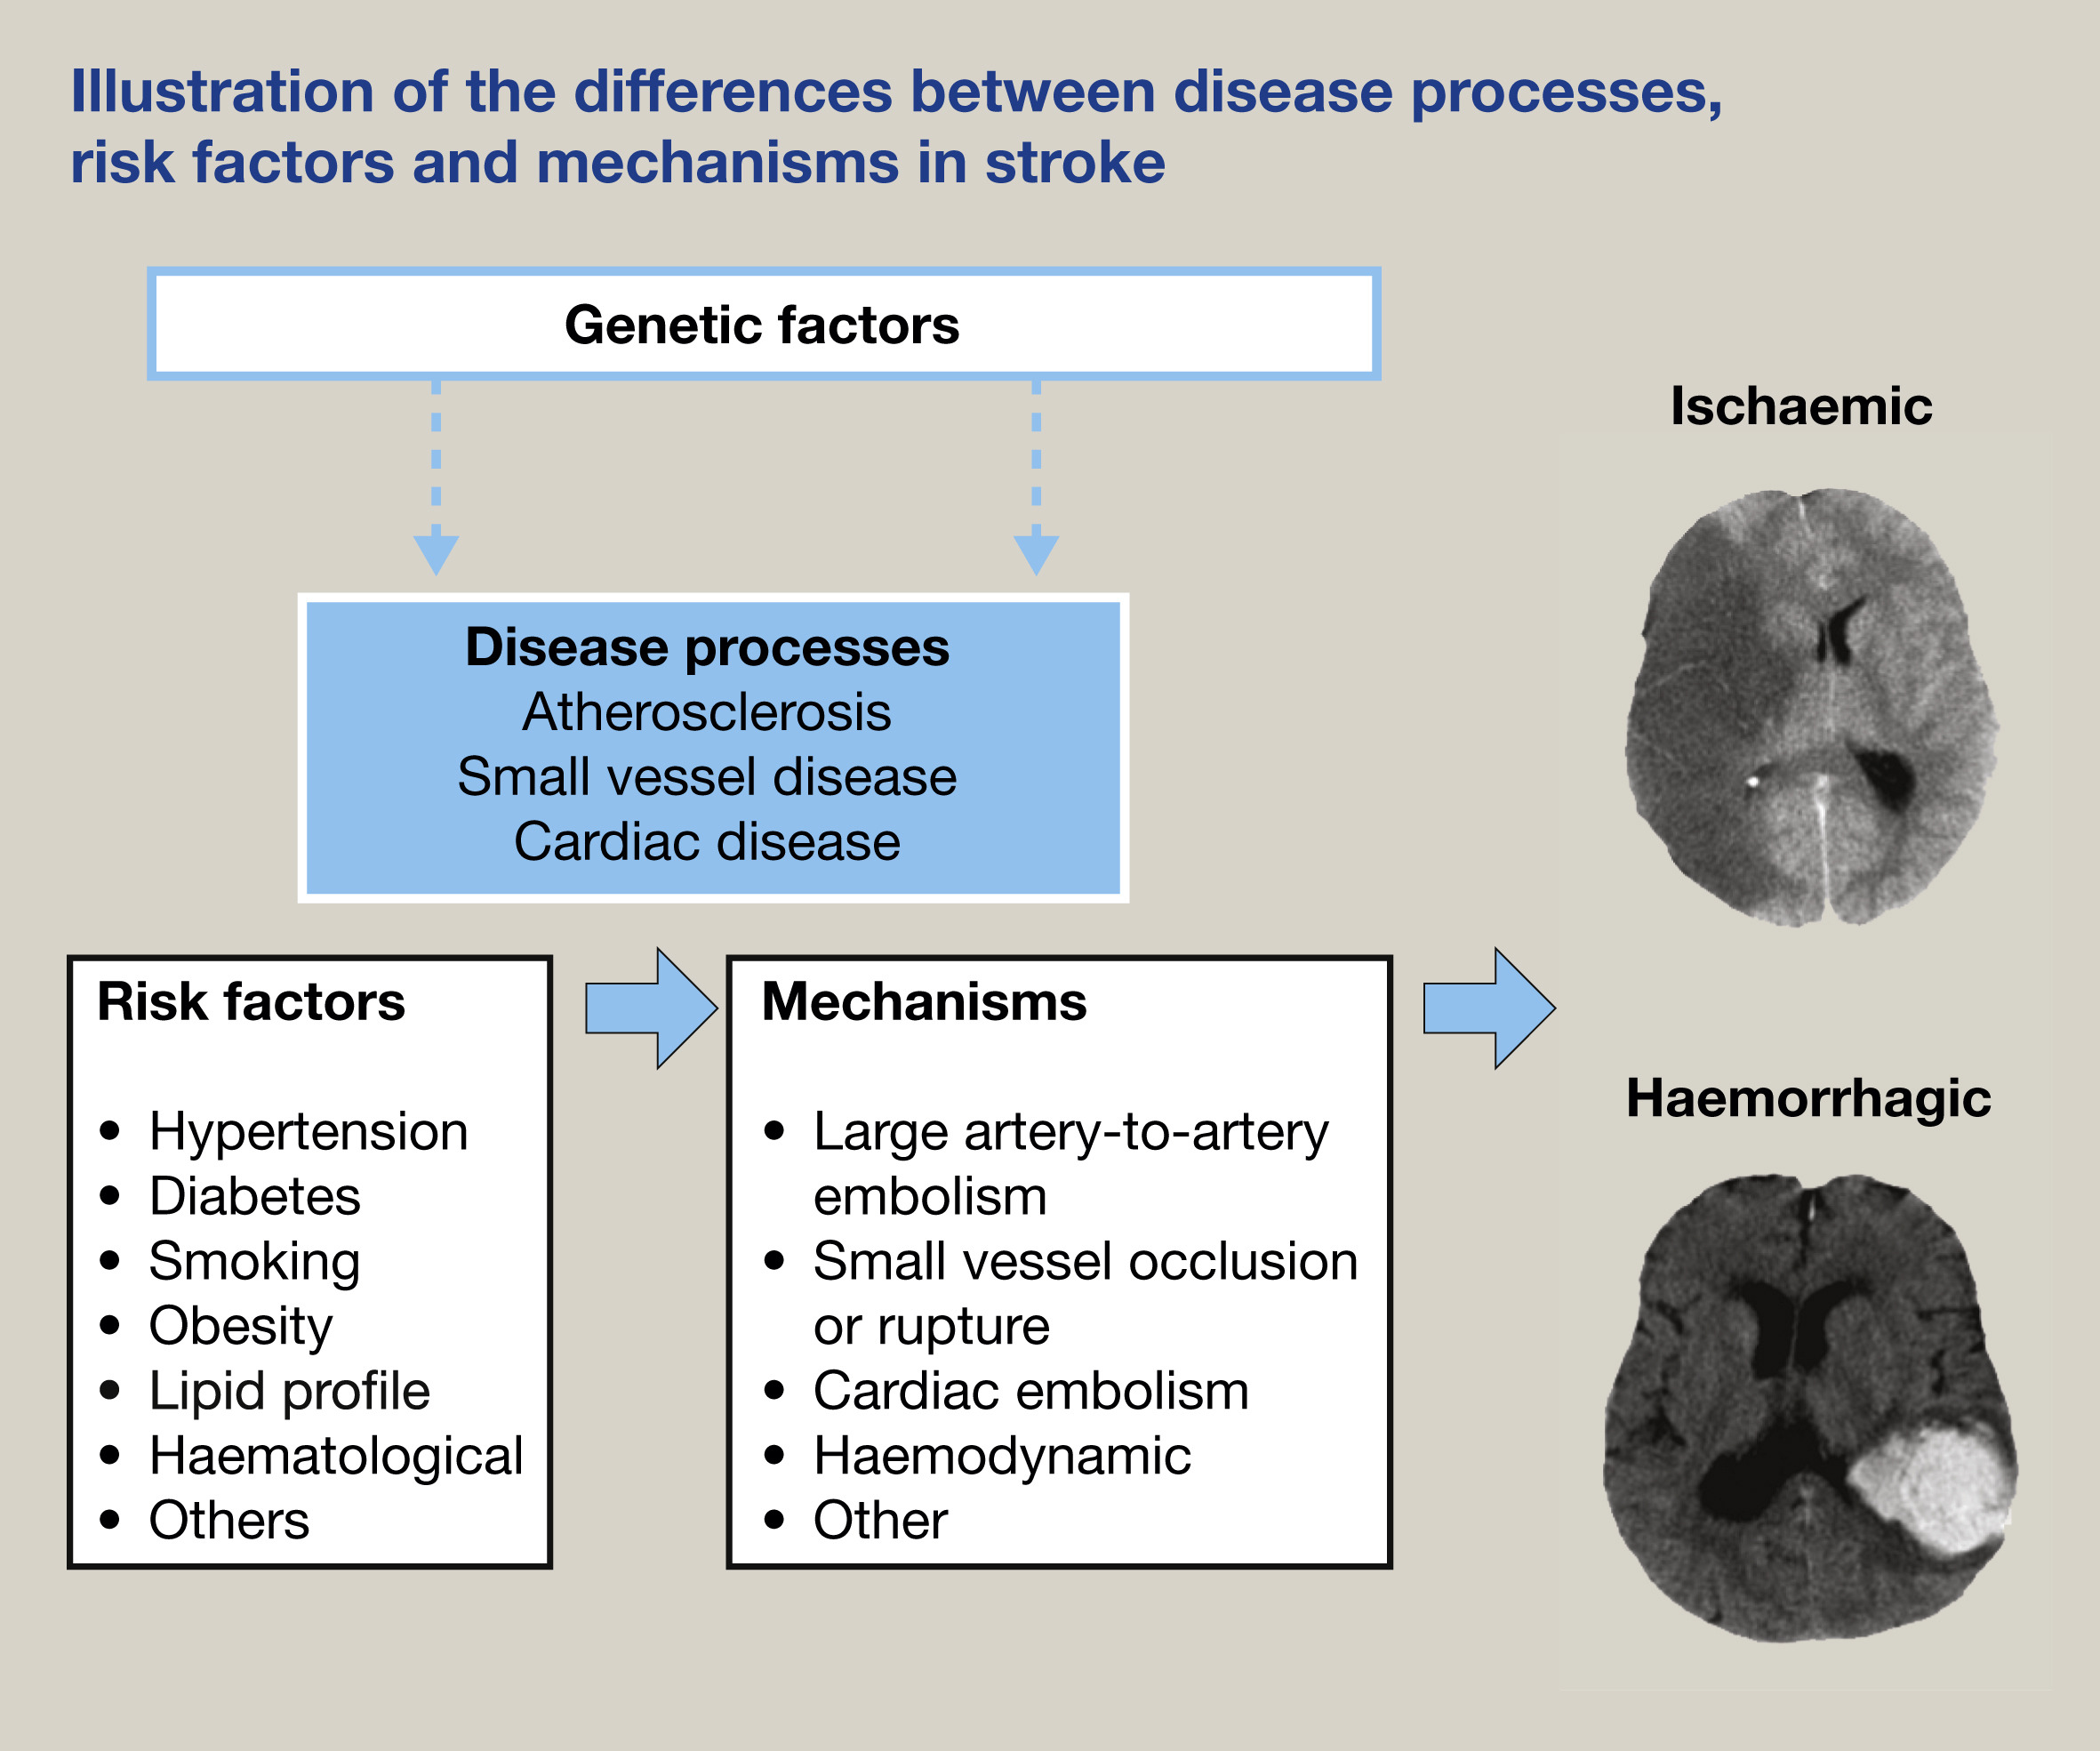 Illustration of the differences between disease processes,
risk factors and mechanisms in stroke
Genetic factors
Disease processes
Atherosclerosis
Small vessel disease
Cardiac disease
Risk factors
• Hypertension
• Diabetes
• Smoking
• Obesity
• Lipid profile
• Haematological
• Others
Mechanisms
• Large artery-to-artery
embolism
• Small vessel occlusion
or rupture
• Cardiac embolism
• Haemodynamic
• Other
Ischaemic
Haemorrhagic